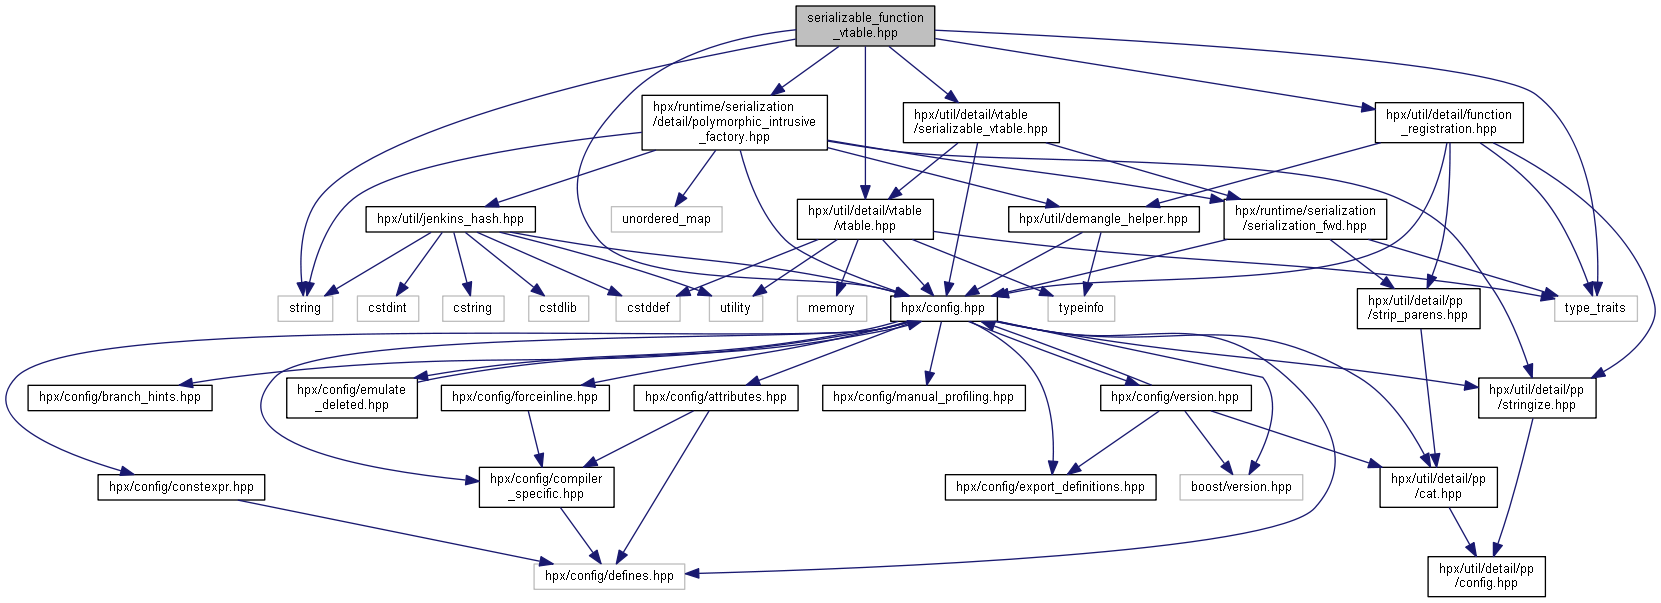 serializable_function
_vtable.hpp
hpx/runtime/serialization
/detail/polymorphic_intrusive
_factory.hpp
hpx/util/detail/vtable
/serializable_vtable.hpp
hpx/util/detail/function
_registration.hpp
hpx/util/jenkins_hash.hpp
unordered_map
hpx/util/detail/vtable
/vtable.hpp
hpx/util/demangle_helper.hpp
hpx/runtime/serialization
/serialization_fwd.hpp
string
cstdint
cstring
cstdlib
cstddef
utility
memory
hpx/config.hpp
typeinfo
hpx/util/detail/pp
/strip_parens.hpp
type_traits
hpx/config/branch_hints.hpp
hpx/config/emulate
_deleted.hpp
hpx/config/forceinline.hpp
hpx/config/attributes.hpp
hpx/config/manual_profiling.hpp
hpx/config/version.hpp
hpx/util/detail/pp
/stringize.hpp
hpx/config/constexpr.hpp
hpx/config/compiler
_specific.hpp
hpx/config/export_definitions.hpp
boost/version.hpp
hpx/util/detail/pp
/cat.hpp
hpx/config/defines.hpp
hpx/util/detail/pp
/config.hpp